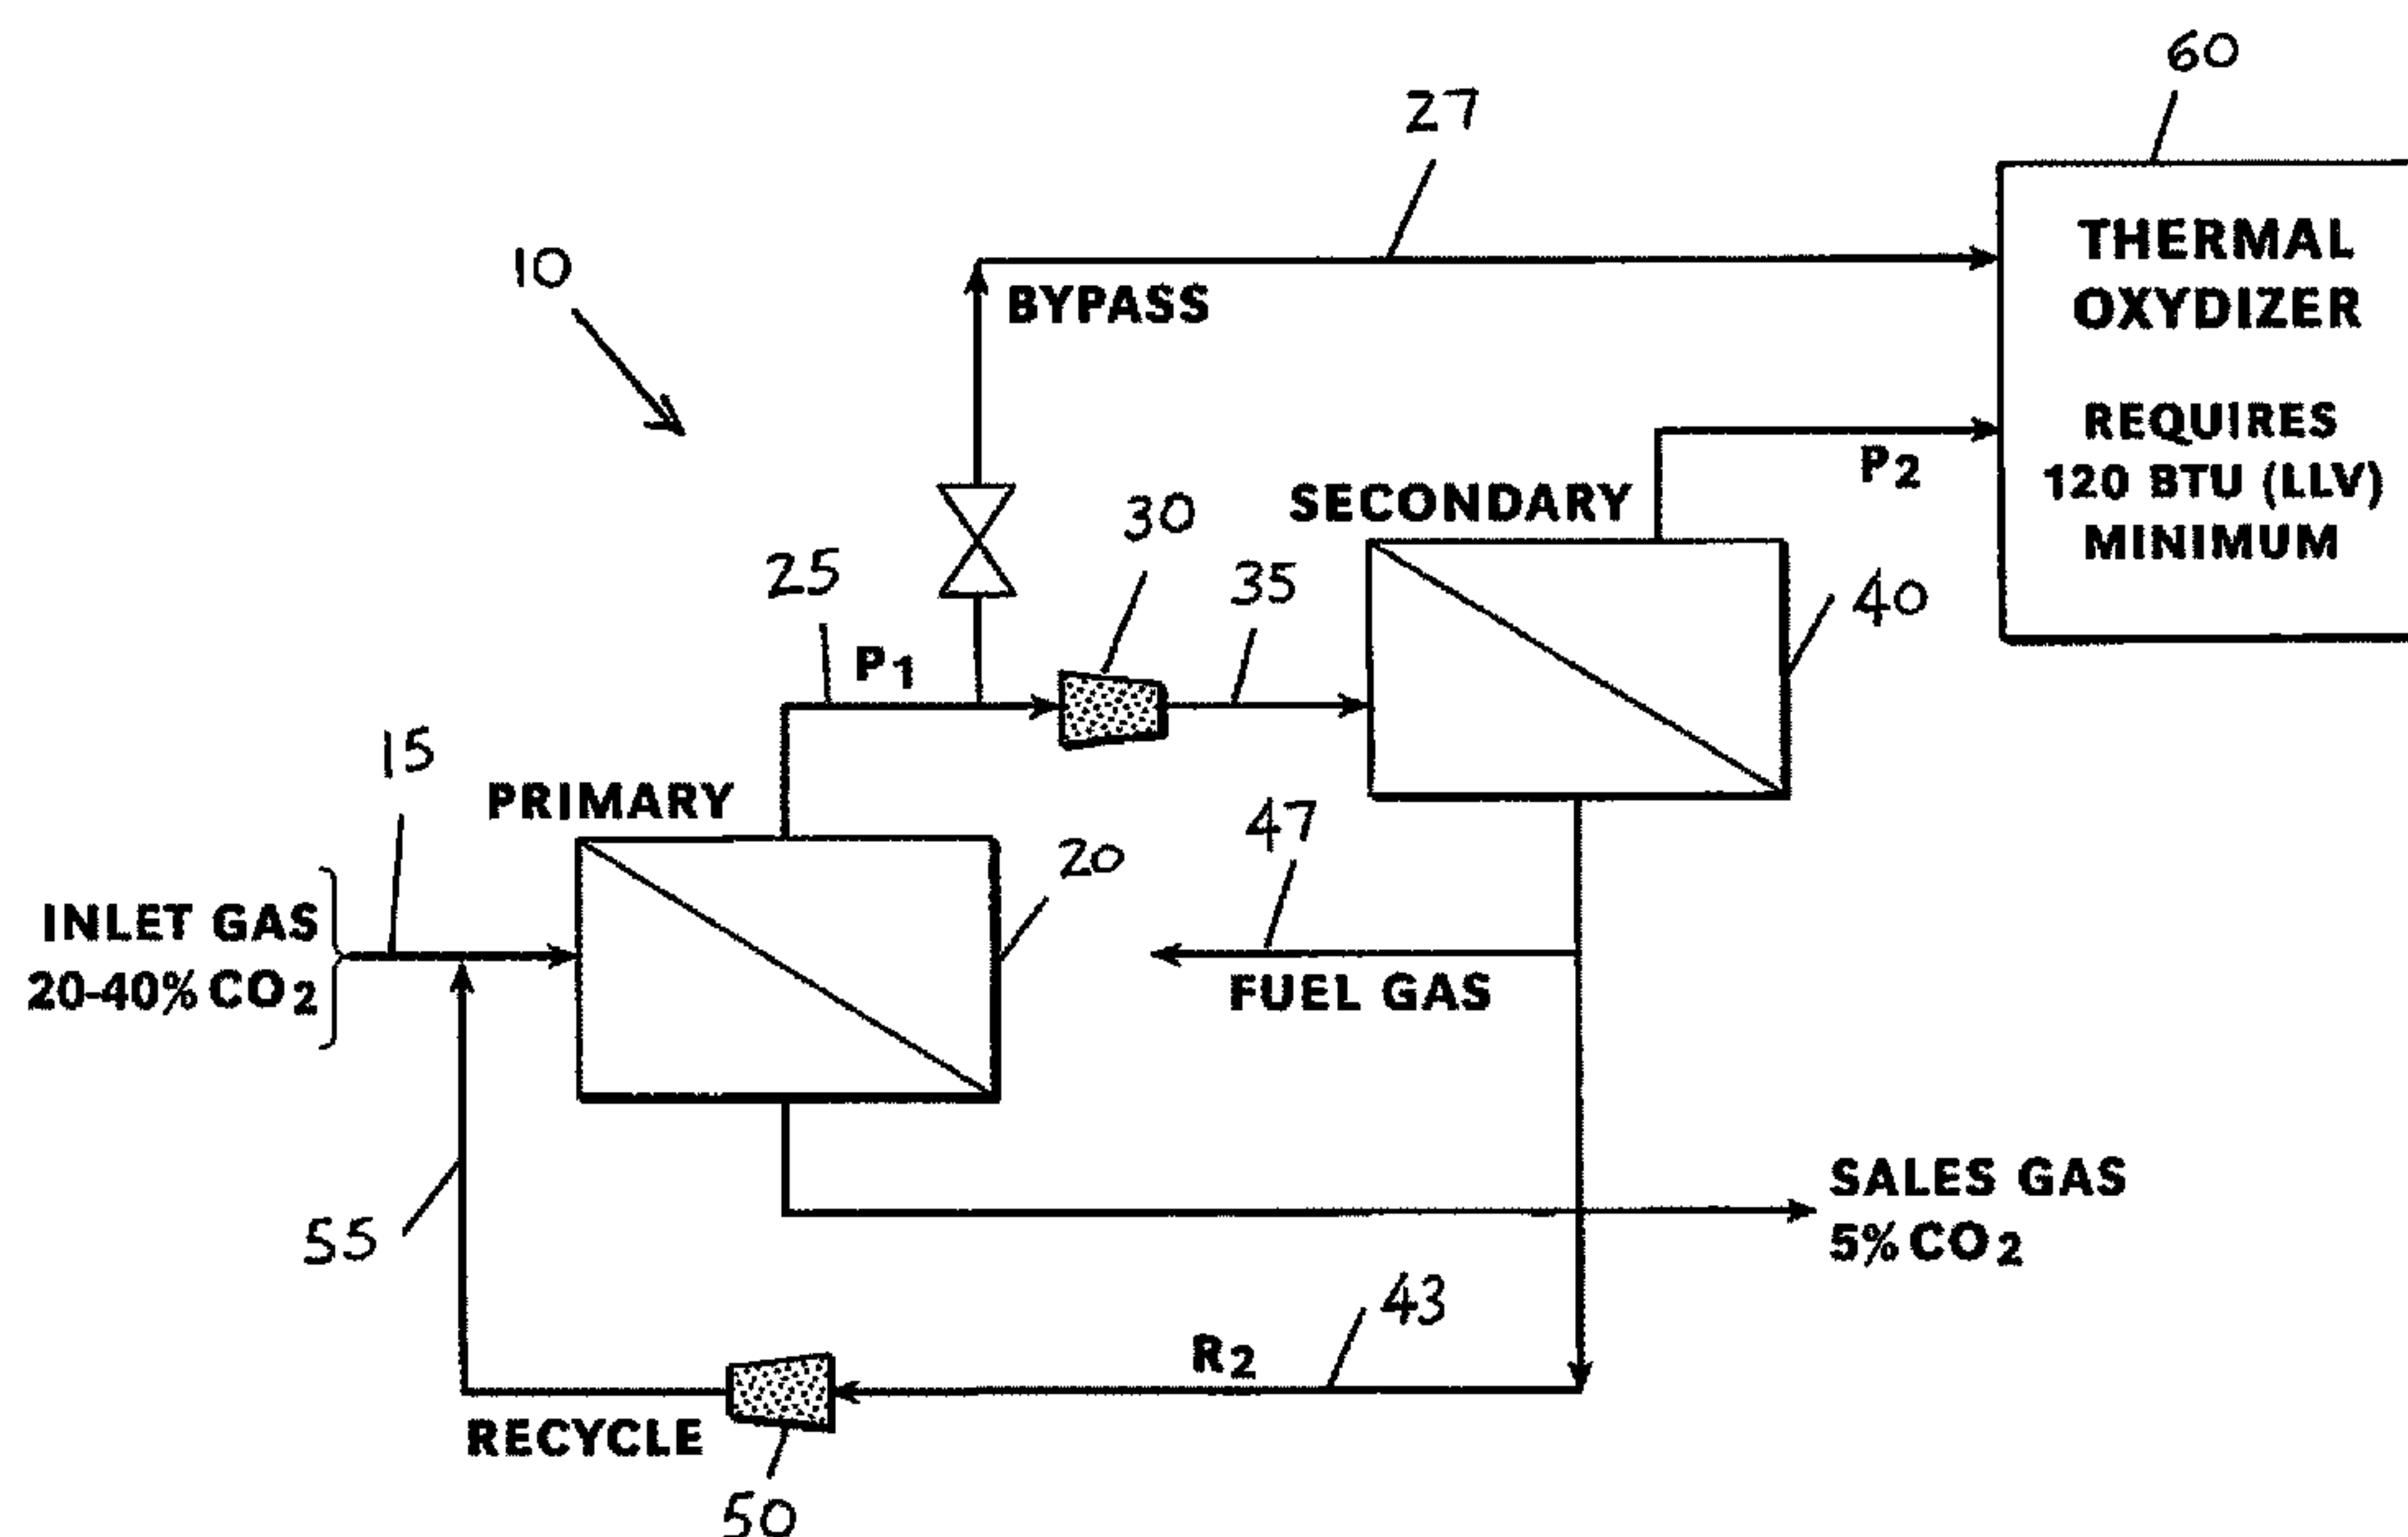 60
27
10
THERMAL
OXYDIZER
BYPASS
REQUIRES
120 BTU (LLV)
MINIMUM
P2
SECONDARY
30
25
35
40
P1
15
PRIMARY
47
20
INLET GAS
20-40% CO2
FUEL GAS
SALES GAS
5% CO2
55
43
R2
RECYCLE
50